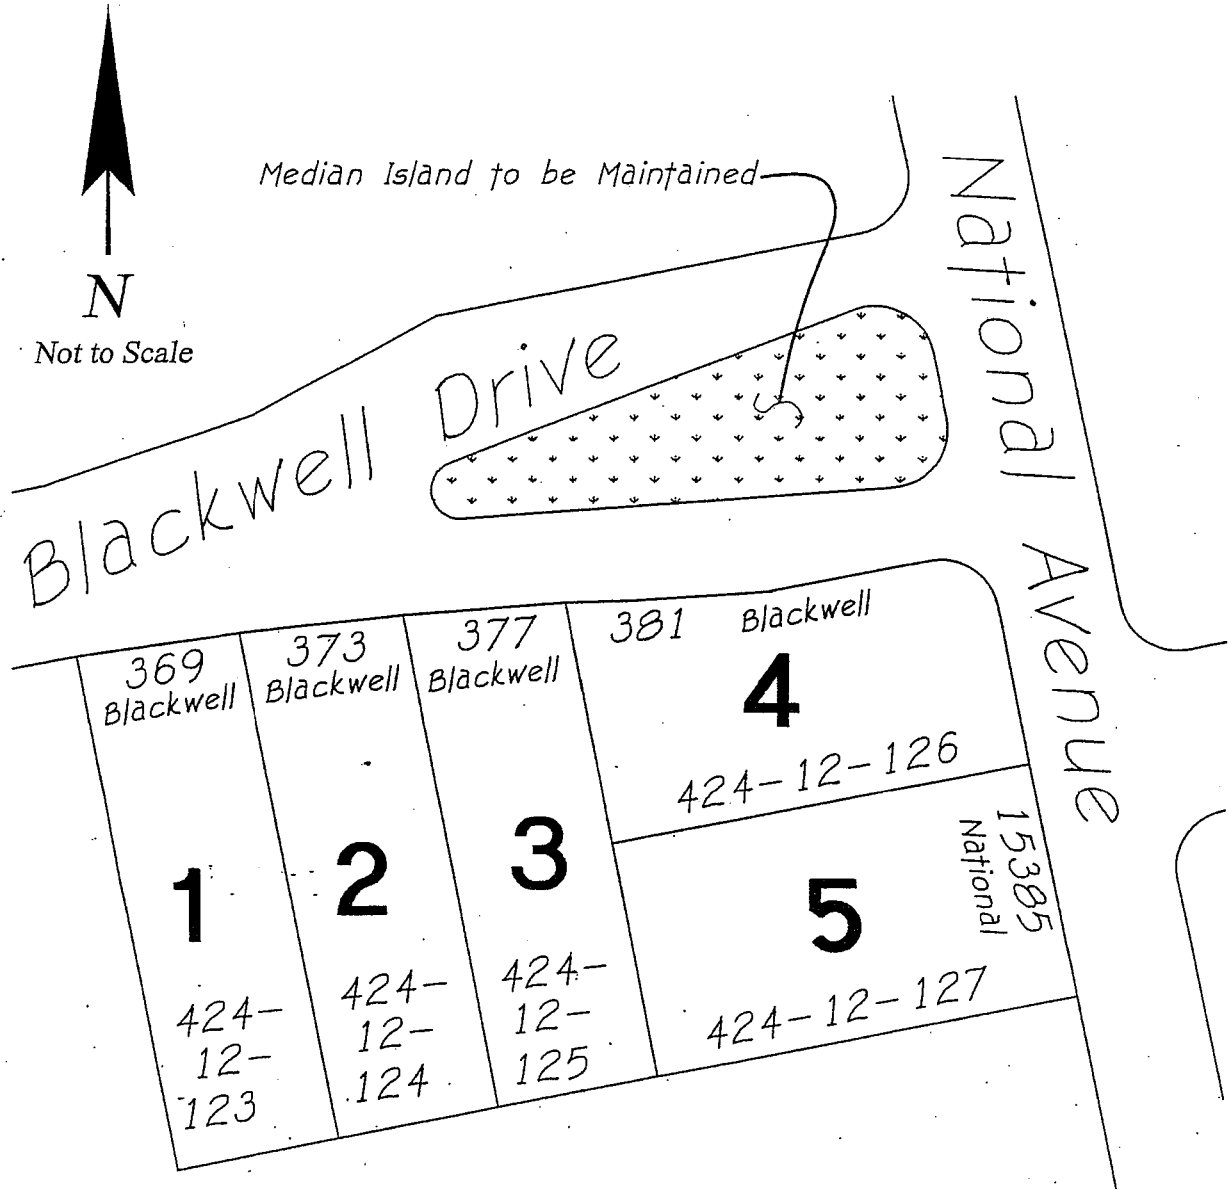 Median Island to be Maintained
N
Not to Scale
National Avenue
Blackwell Drive
369
Blackwell
373
Blackwell
377
Blackwell
381 Blackwell
4
424-12-126
1
424-
12-
123
2
424-
12-
124
3
424-
12-
125
5
15385
National
424-12-127